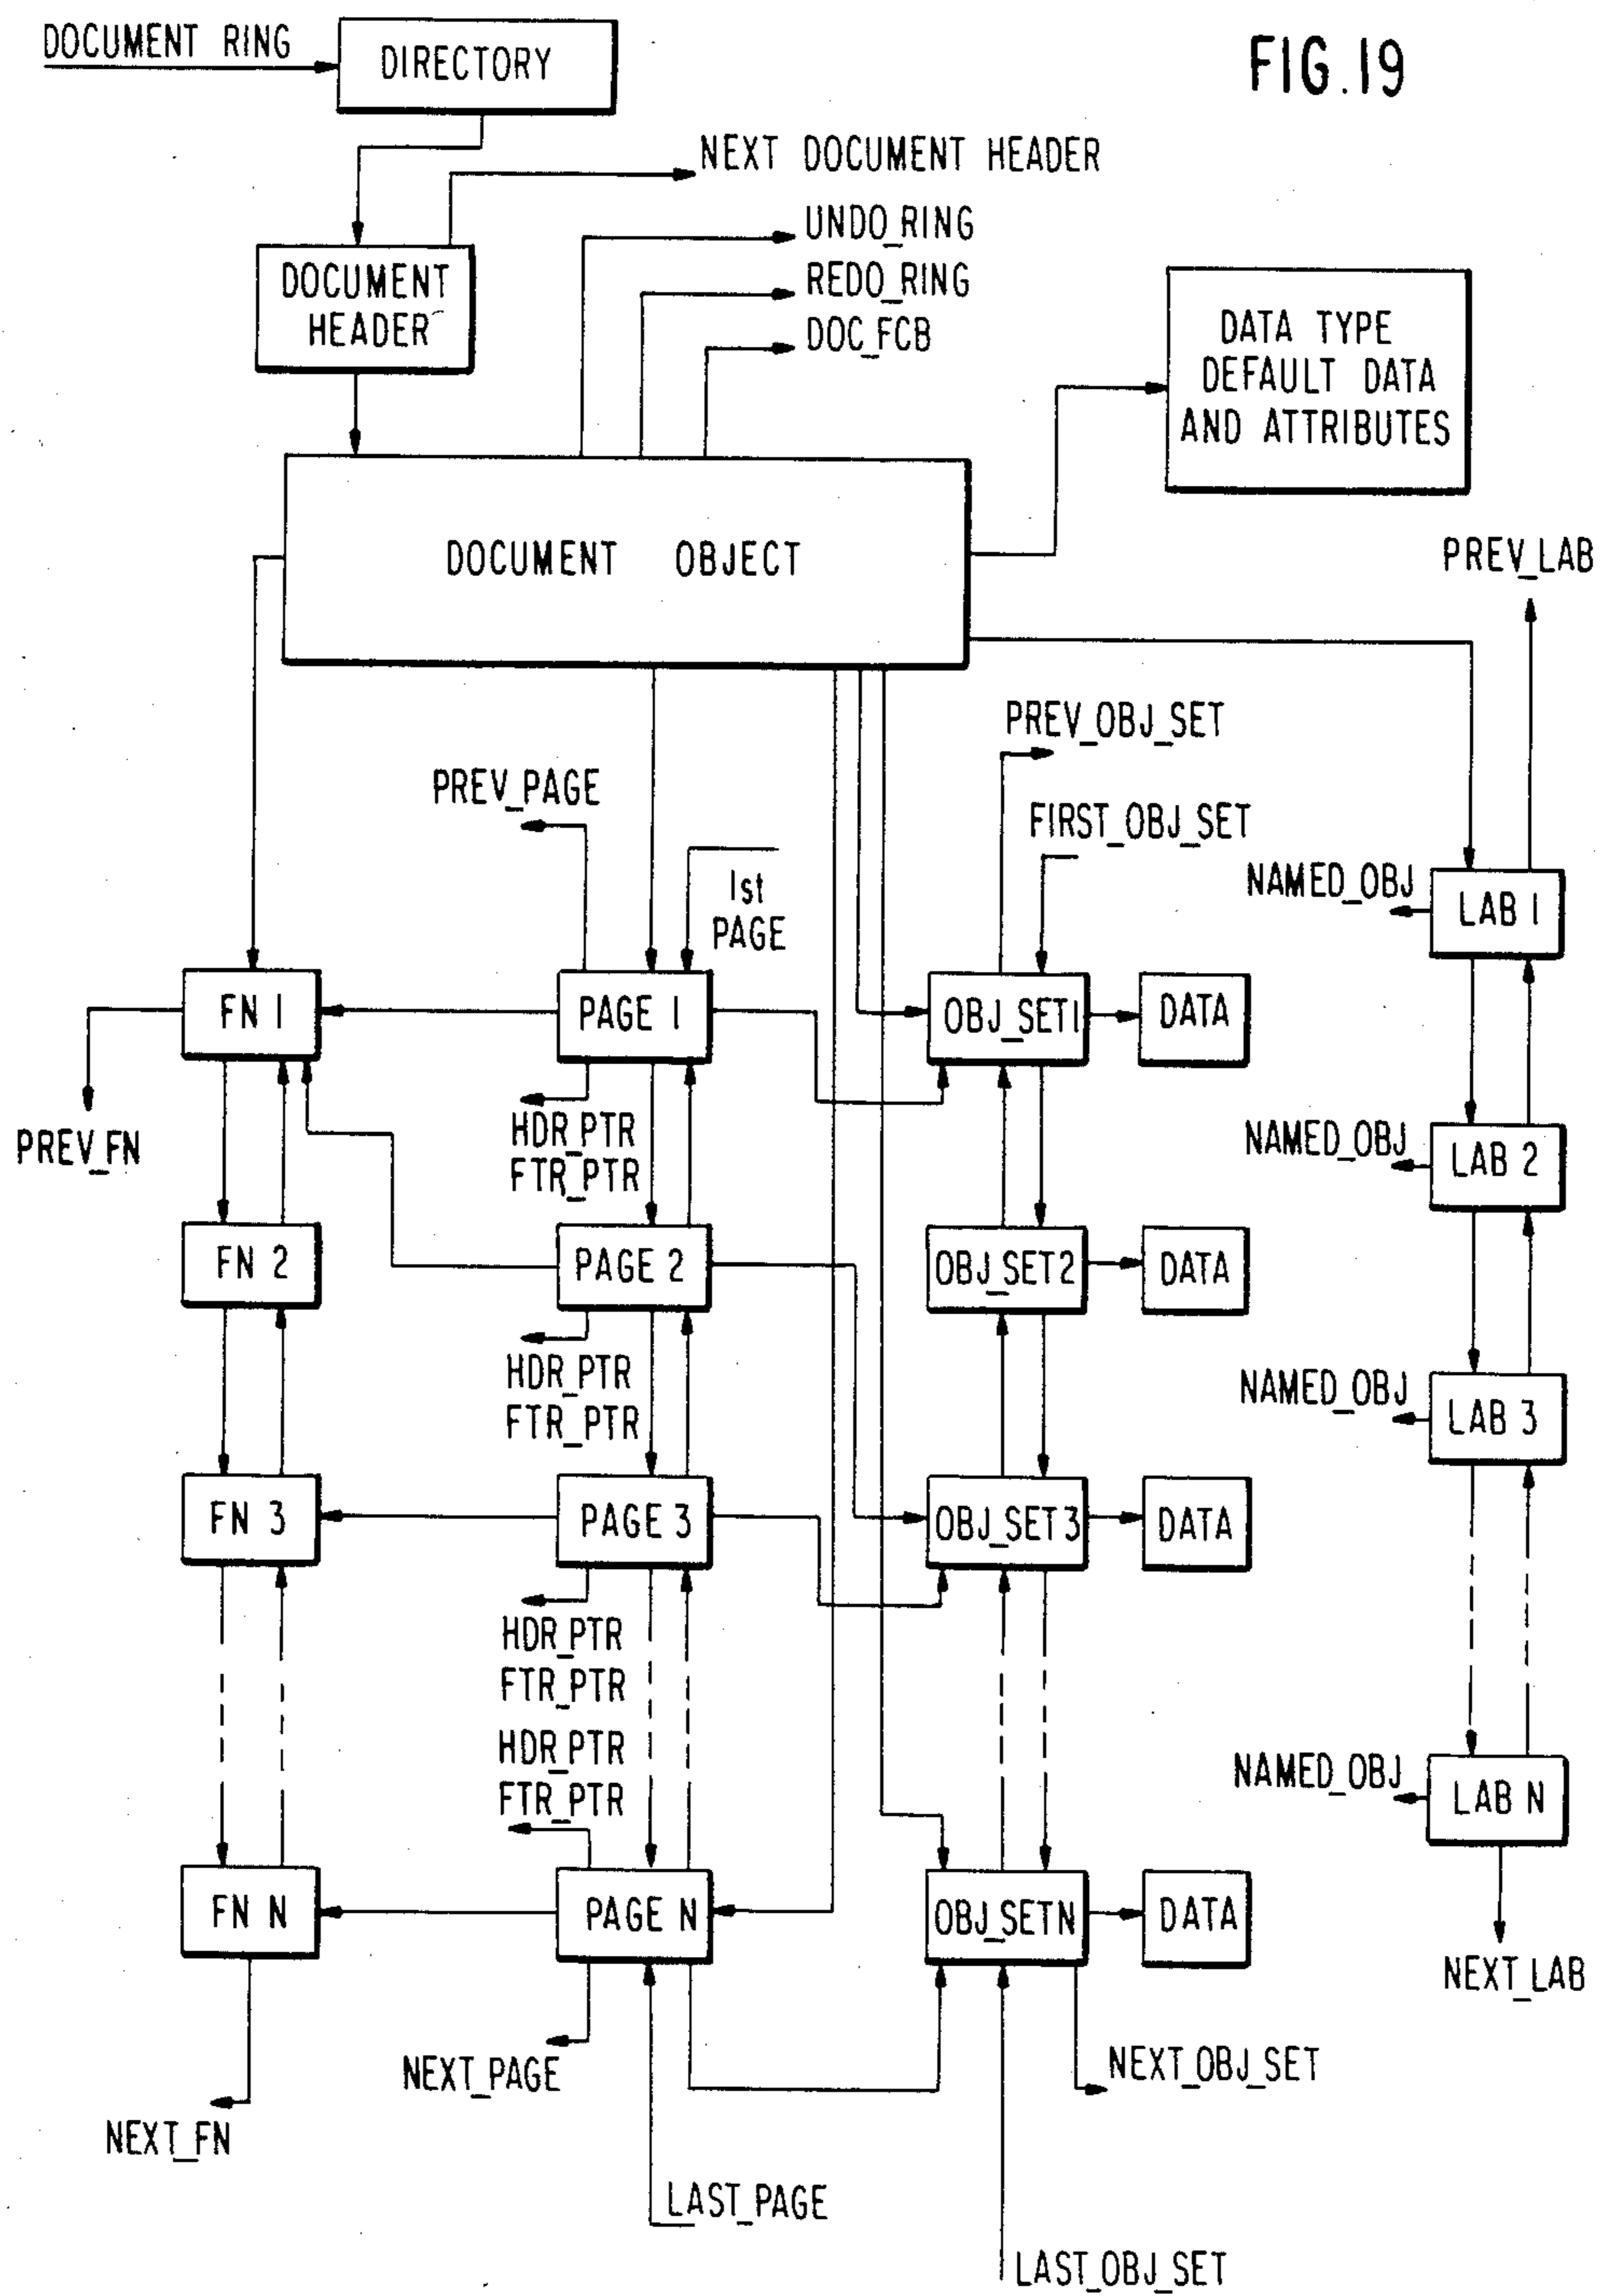 DOCUMENT RING
DIRECTORY
FIG.19
NEXT DOCUMENT HEADER
UNDO_RING
REDO_RING
DOC_FCB
DOCUMENT
HEADER
DATA TYPE
DEFAULT DATA
AND ATTRIBUTES
DOCUMENT OBJECT
PREV_LAB
PREV_OBJ_SET
PREV_PAGE
FIRST_OBJ_SET
1st
PAGE
NAMED_OBJ
LAB 1
FN 1
PAGE 1
OBJ_SET1
DATA
HDR_PTR
FTR_PTR
PREV_FN
NAMED_OBJ
LAB 2
FN 2
PAGE 2
OBJ_SET2
DATA
HDR_PTR
FTR_PTR
NAMED_OBJ
LAB 3
FN 3
PAGE 3
OBJ_SET3
DATA
HDR_PTR
FTR_PTR
HDR_PTR
FTR_PTR
NAMED_OBJ
LAB N
FN N
PAGE N
OBJ_SETN
DATA
NEXT_LAB
NEXT_PAGE
NEXT_OBJ_SET
NEXT_FN
LAST_PAGE
LAST_OBJ_SET